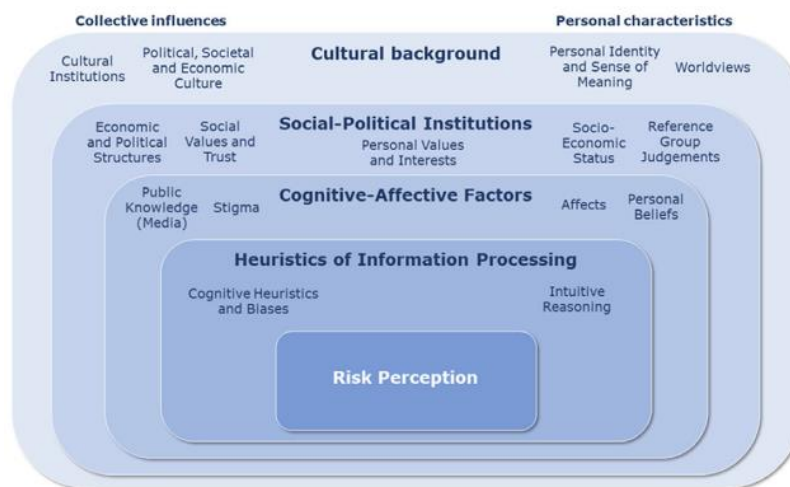 Collective influences
Personal characteristics
Cultural background
Cultural
Institutions
Political, Societal
and Economic
Culture
Personal Identity
and Sense of
Meaning
Worldviews
Social-Political Institutions
Economic
and Political
Structures
Social
Values and
Trust
Personal Values
and Interests
Socio-
Economic
Status
Reference
Group
Judgements
Cognitive-Affective Factors
Public
Knowledge
(Media)
Stigma
Affects
Personal
Beliefs
Heuristics of Information Processing
Cognitive Heuristics
and Biases
Intuitive
Reasoning
Risk Perception